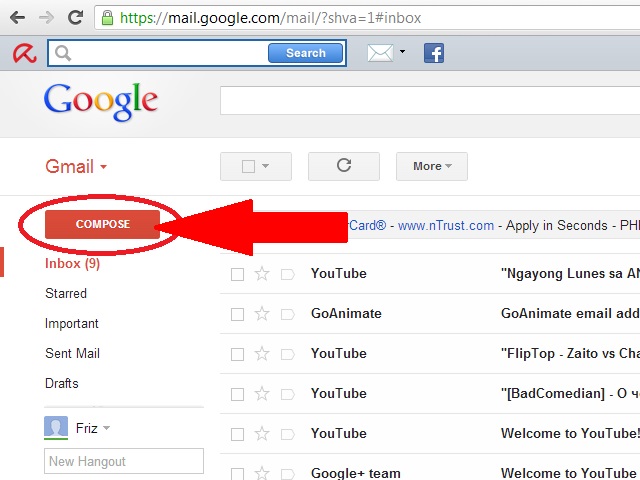 https://mail.google.com/mail/?shva=1#inbox
Search
Google
Gmail
More
COMPOSE
Card® - www.nTrust.com - Apply in Seconds - PH
Inbox (9)
YouTube "Ngayong Lunes sa
Starred
GoAnimate GoAnimate email add
Important
YouTube "FlipTop - Zaito vs Cha
Sent Mail
Drafts
YouTube "[BadComedian] - О ч
Friz
YouTube Welcome to YouTube!
New Hangout
Google+ team Welcome to YouTube